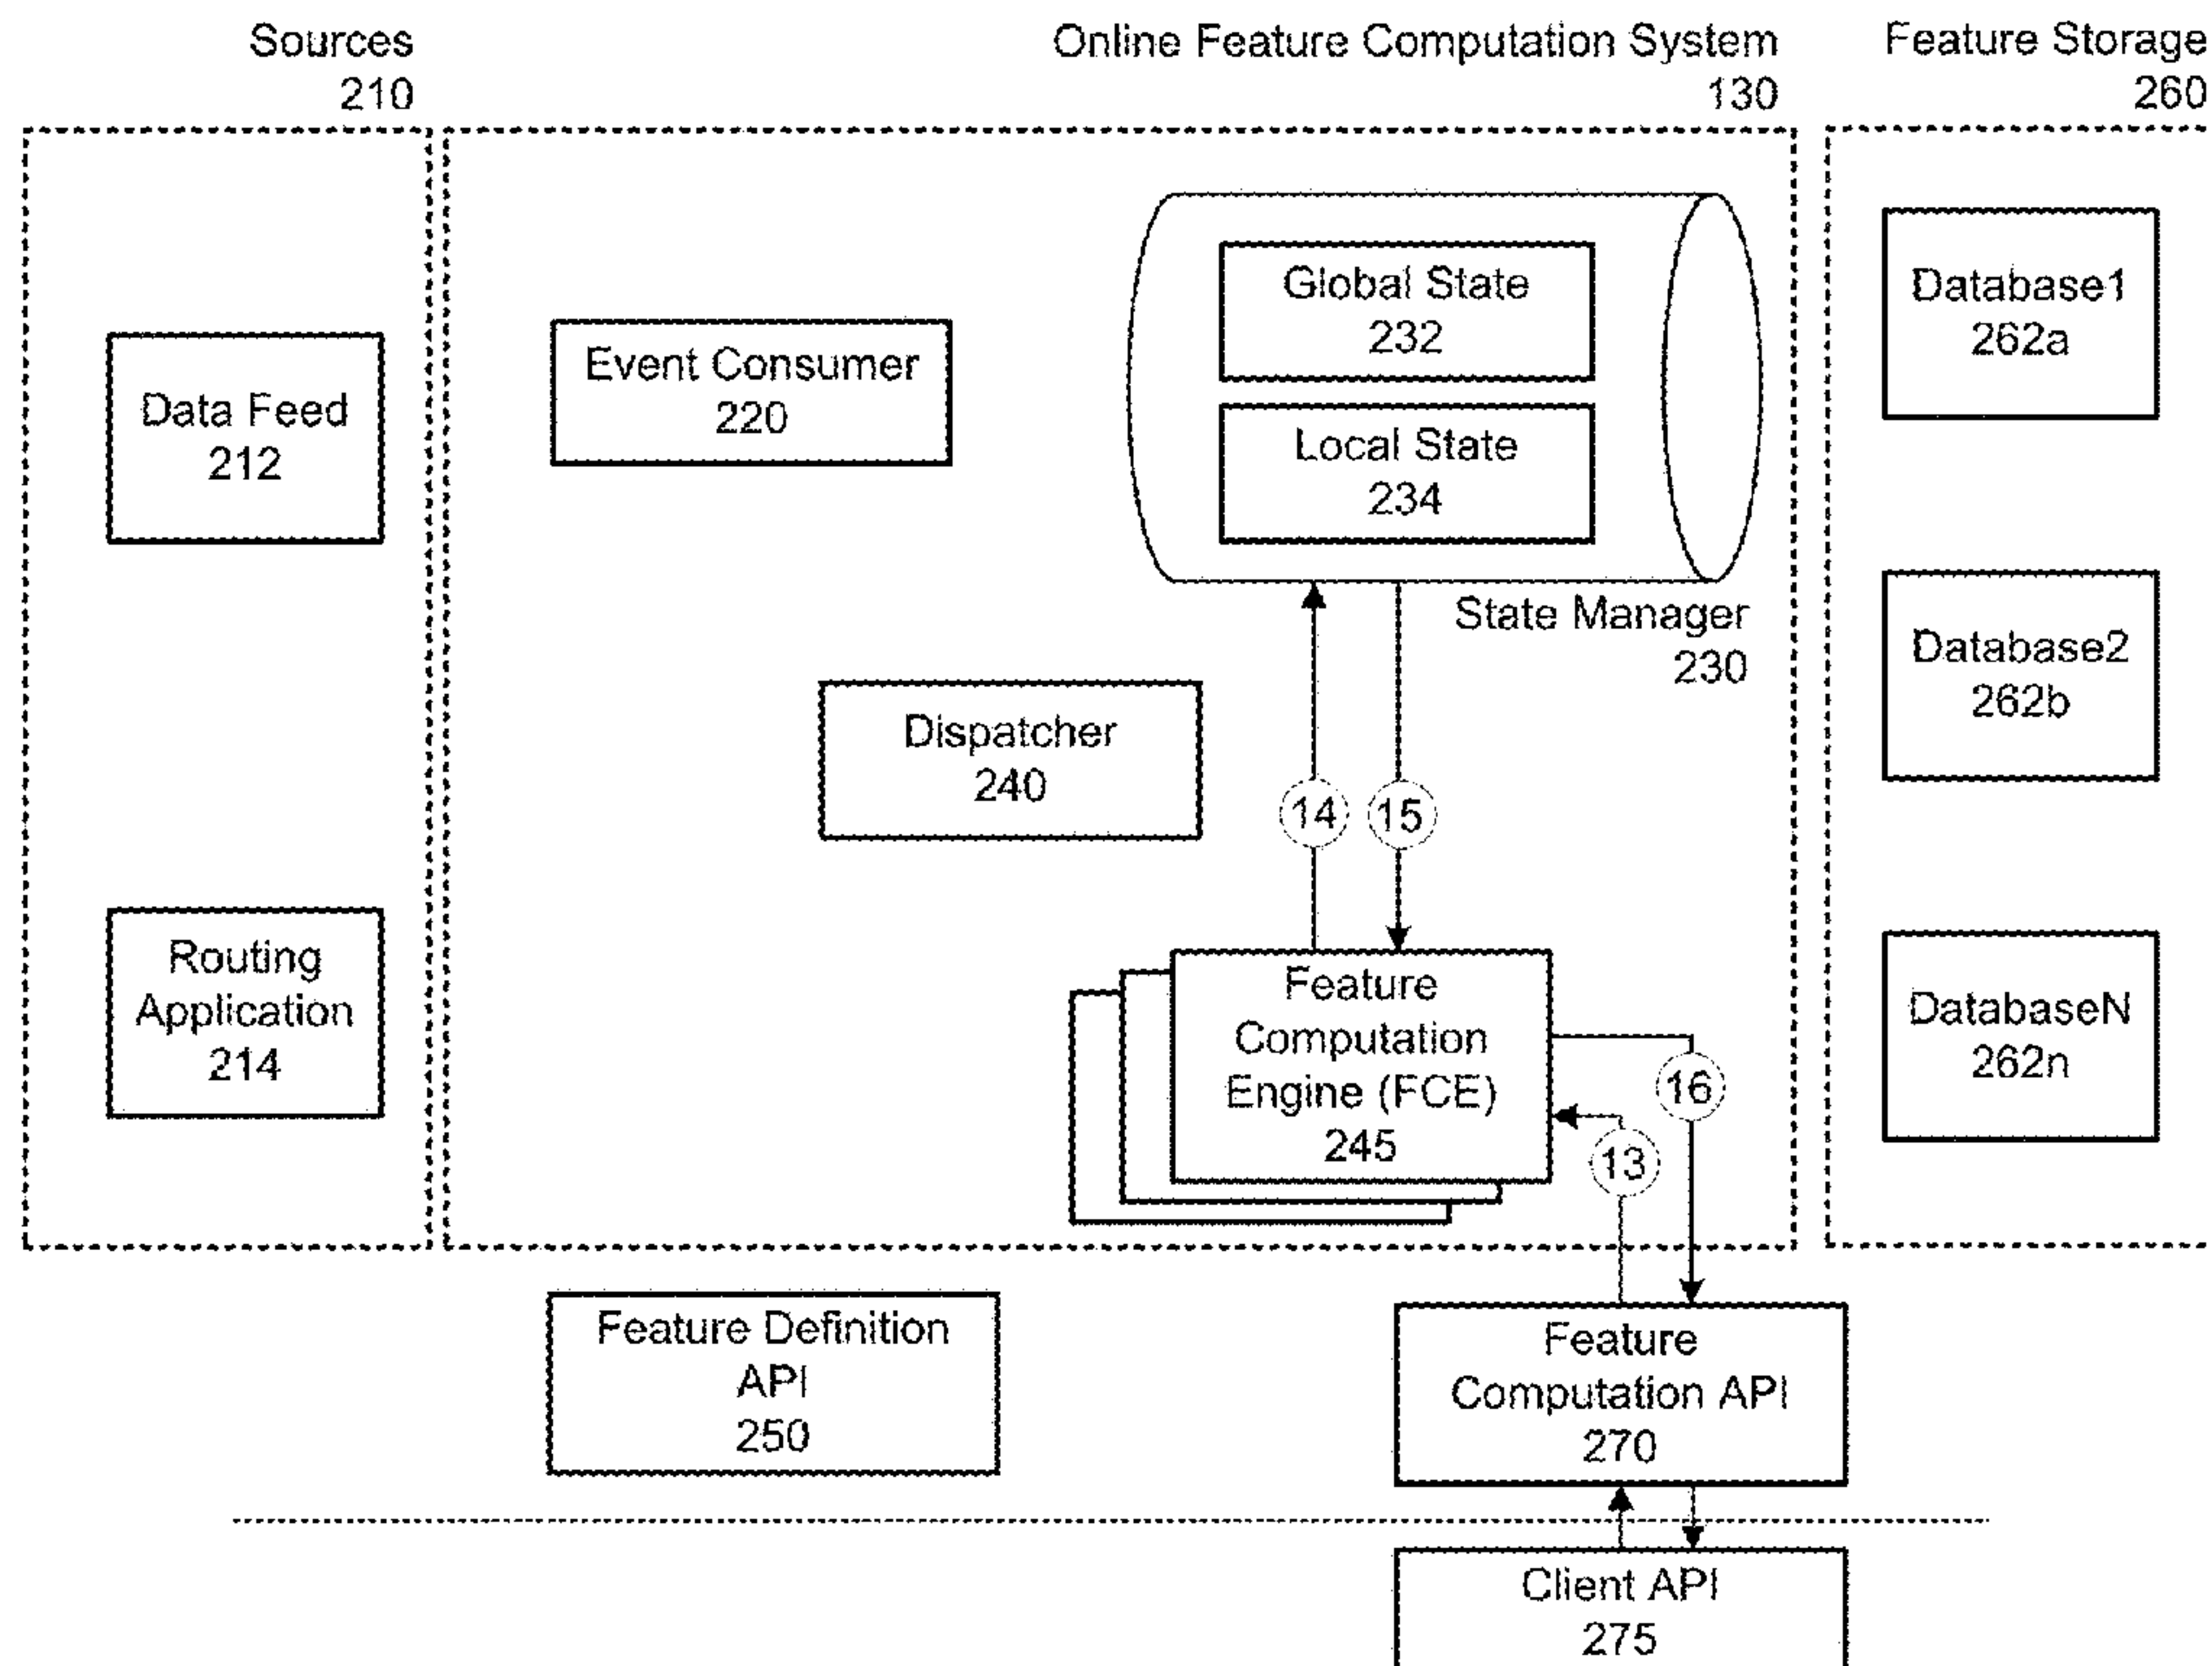 Sources
210
Online Feature Computation System
130
Feature Storage
260
Data Feed
212
Routing
Application
214
Event Consumer
220
Global State
232
Local State
234
State Manager
230
Dispatcher
240
14
15
Feature
Computation
Engine (FCE)
245
16
13
Database1
262a
Database2
262b
DatabaseN
262n
Feature Definition
API
250
Feature
Computation API
270
Client API
275